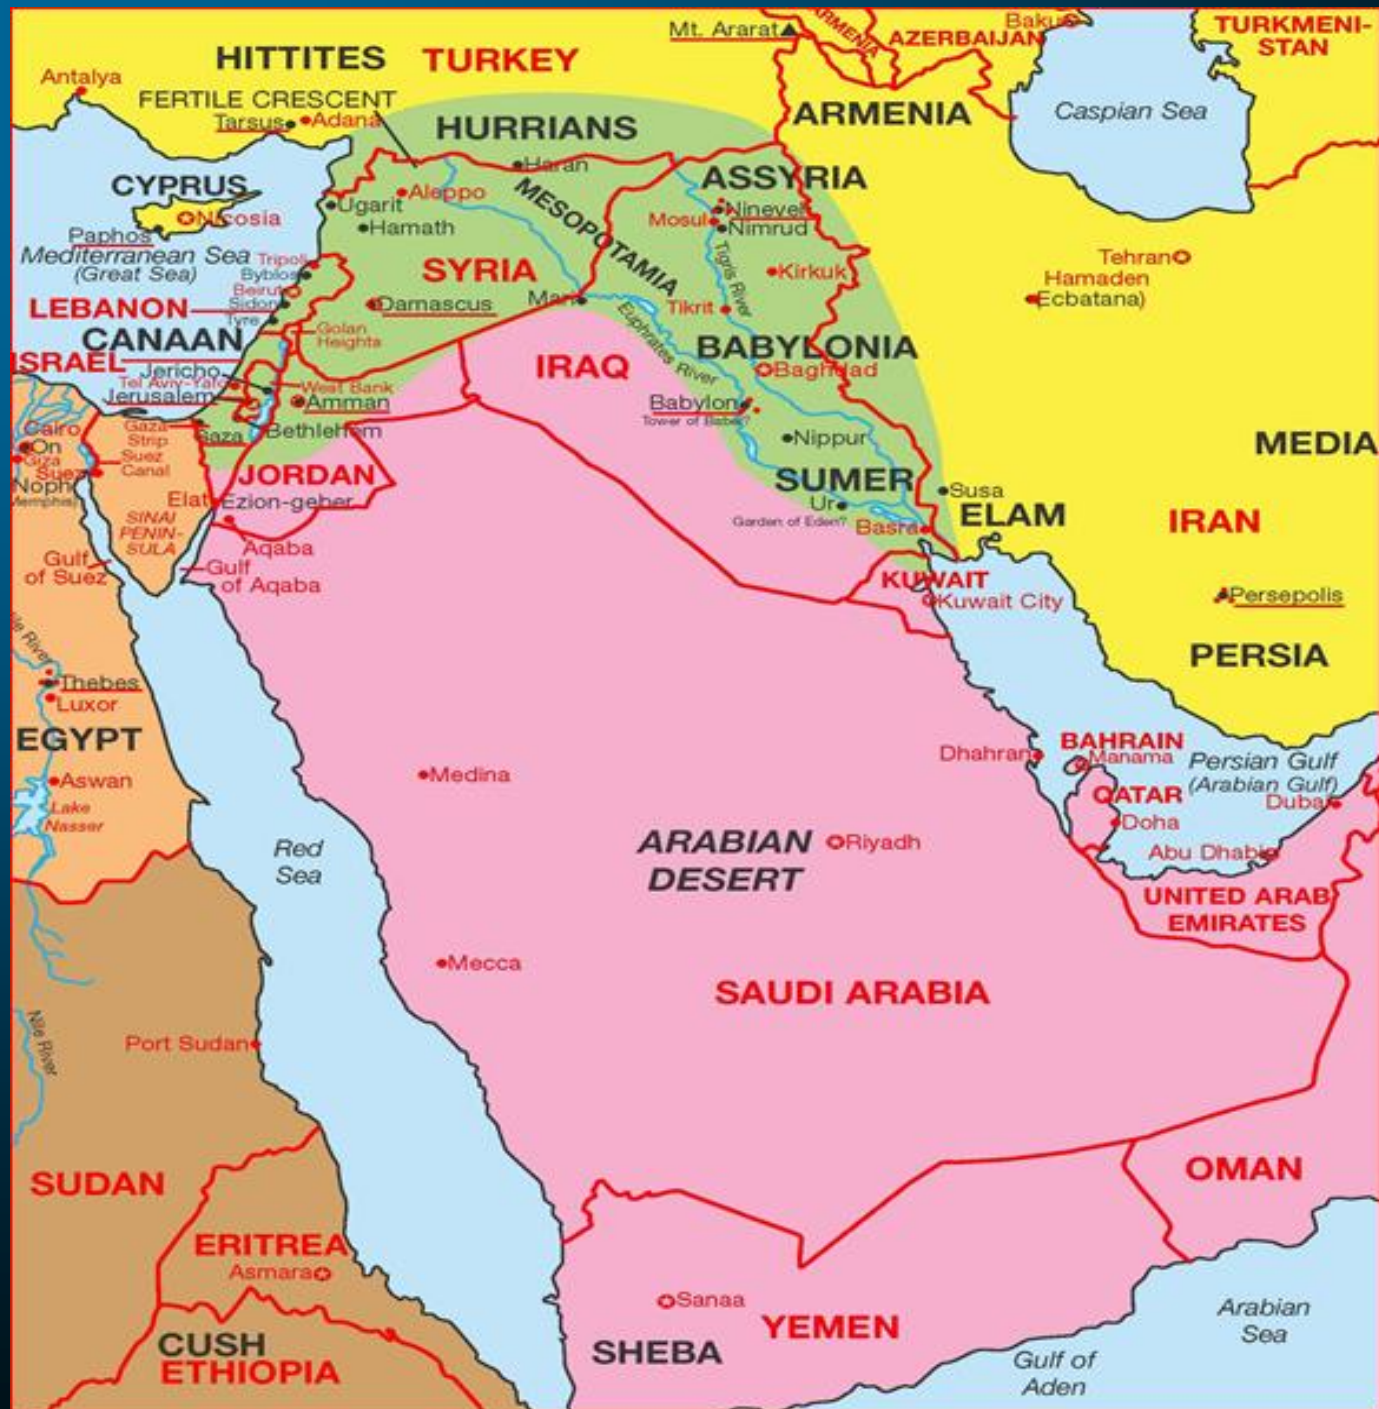 Mt. Ararat
ARMENIA
Baku
AZERBAIJAN
TURKMENI-
STAN
HITTITES
TURKEY
Antalya
FERTILE CRESCENT
Tarsus
Adana
HURRIANS
ARMENIA
Caspian Sea
Haran
ASSYRIA
CYPRUS
Aleppo
MESOPOTAMIA
Ugarit
Nineveh
Nicosia
Mosul
Nimrud
Hamath
Paphos
Mediterranean Sea
(Great Sea)
Tripoli
Byblos
Beirut
Sidon
Tyre
SYRIA
Tigris River
Kirkuk
Tehran
Hamaden
(Ecbatana)
LEBANON
Damascus
Mari
Tikrit
Euphrates River
CANAAN
Golan
Heights
ISRAEL
Jericho
IRAQ
BABYLONIA
Baghdad
Tel Aviv-Yafo
West Bank
Jerusalem
Amman
Babylon
Tower of Babel?
Gaza
Strip
Gaza
Bethlehem
Cairo
On
Giza
Suez
Canal
Suez
Nippur
MEDIA
Noph
(Memphis)
JORDAN
SUMER
Elat
Ezion-geber
Ur
Garden of Eden?
Basra
Susa
ELAM
IRAN
SINAI
PENIN-
SULA
Aqaba
Gulf
of Suez
Gulf
of Aqaba
KUWAIT
Kuwait City
Persepolis
Nile River
PERSIA
Thebes
Luxor
EGYPT
Dhahran
BAHRAIN
Manama
Persian Gulf
(Arabian Gulf)
Aswan
Medina
QATAR
Dubai
Lake
Nasser
Doha
ARABIAN
DESERT
Riyadh
Red
Sea
Abu Dhabi
UNITED ARAB
EMIRATES
Mecca
SAUDI ARABIA
Nile River
Port Sudan
SUDAN
OMAN
ERITREA
Asmara
Sanaa
Arabian
Sea
YEMEN
CUSH
SHEBA
ETHIOPIA
Gulf of
Aden